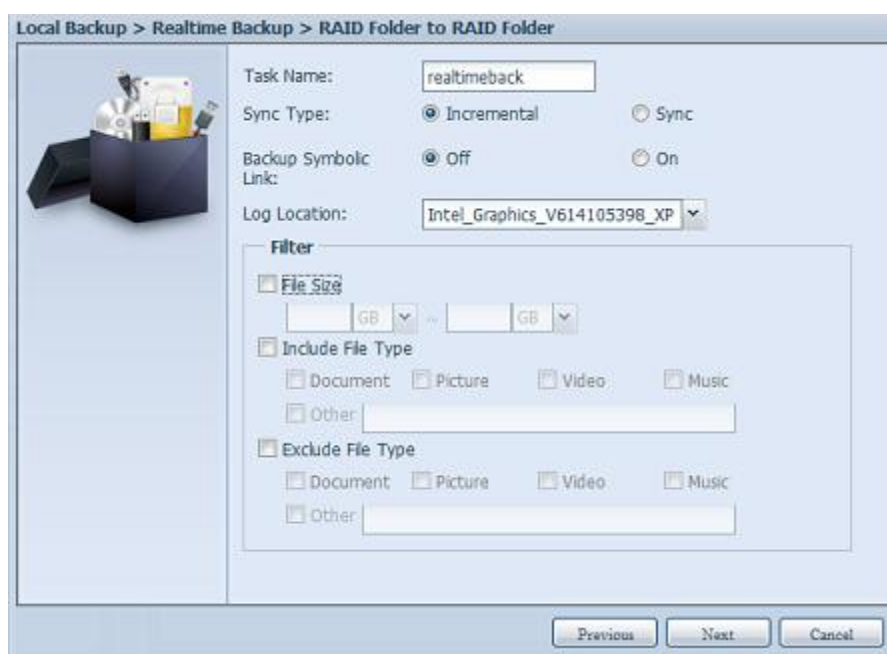 Local Backup > Realtime Backup > RAID Folder to RAID Folder
Task Name: realtimeback
Sync Type: Incremental Sync
Backup Symbolic Link: Off On
Log Location: Intel_Graphics_V614105398_XP
Filter
File Size
GB - GB
Include File Type
Document Picture Video Music
Other
Exclude File Type
Document Picture Video Music
Other
Previous Next Cancel